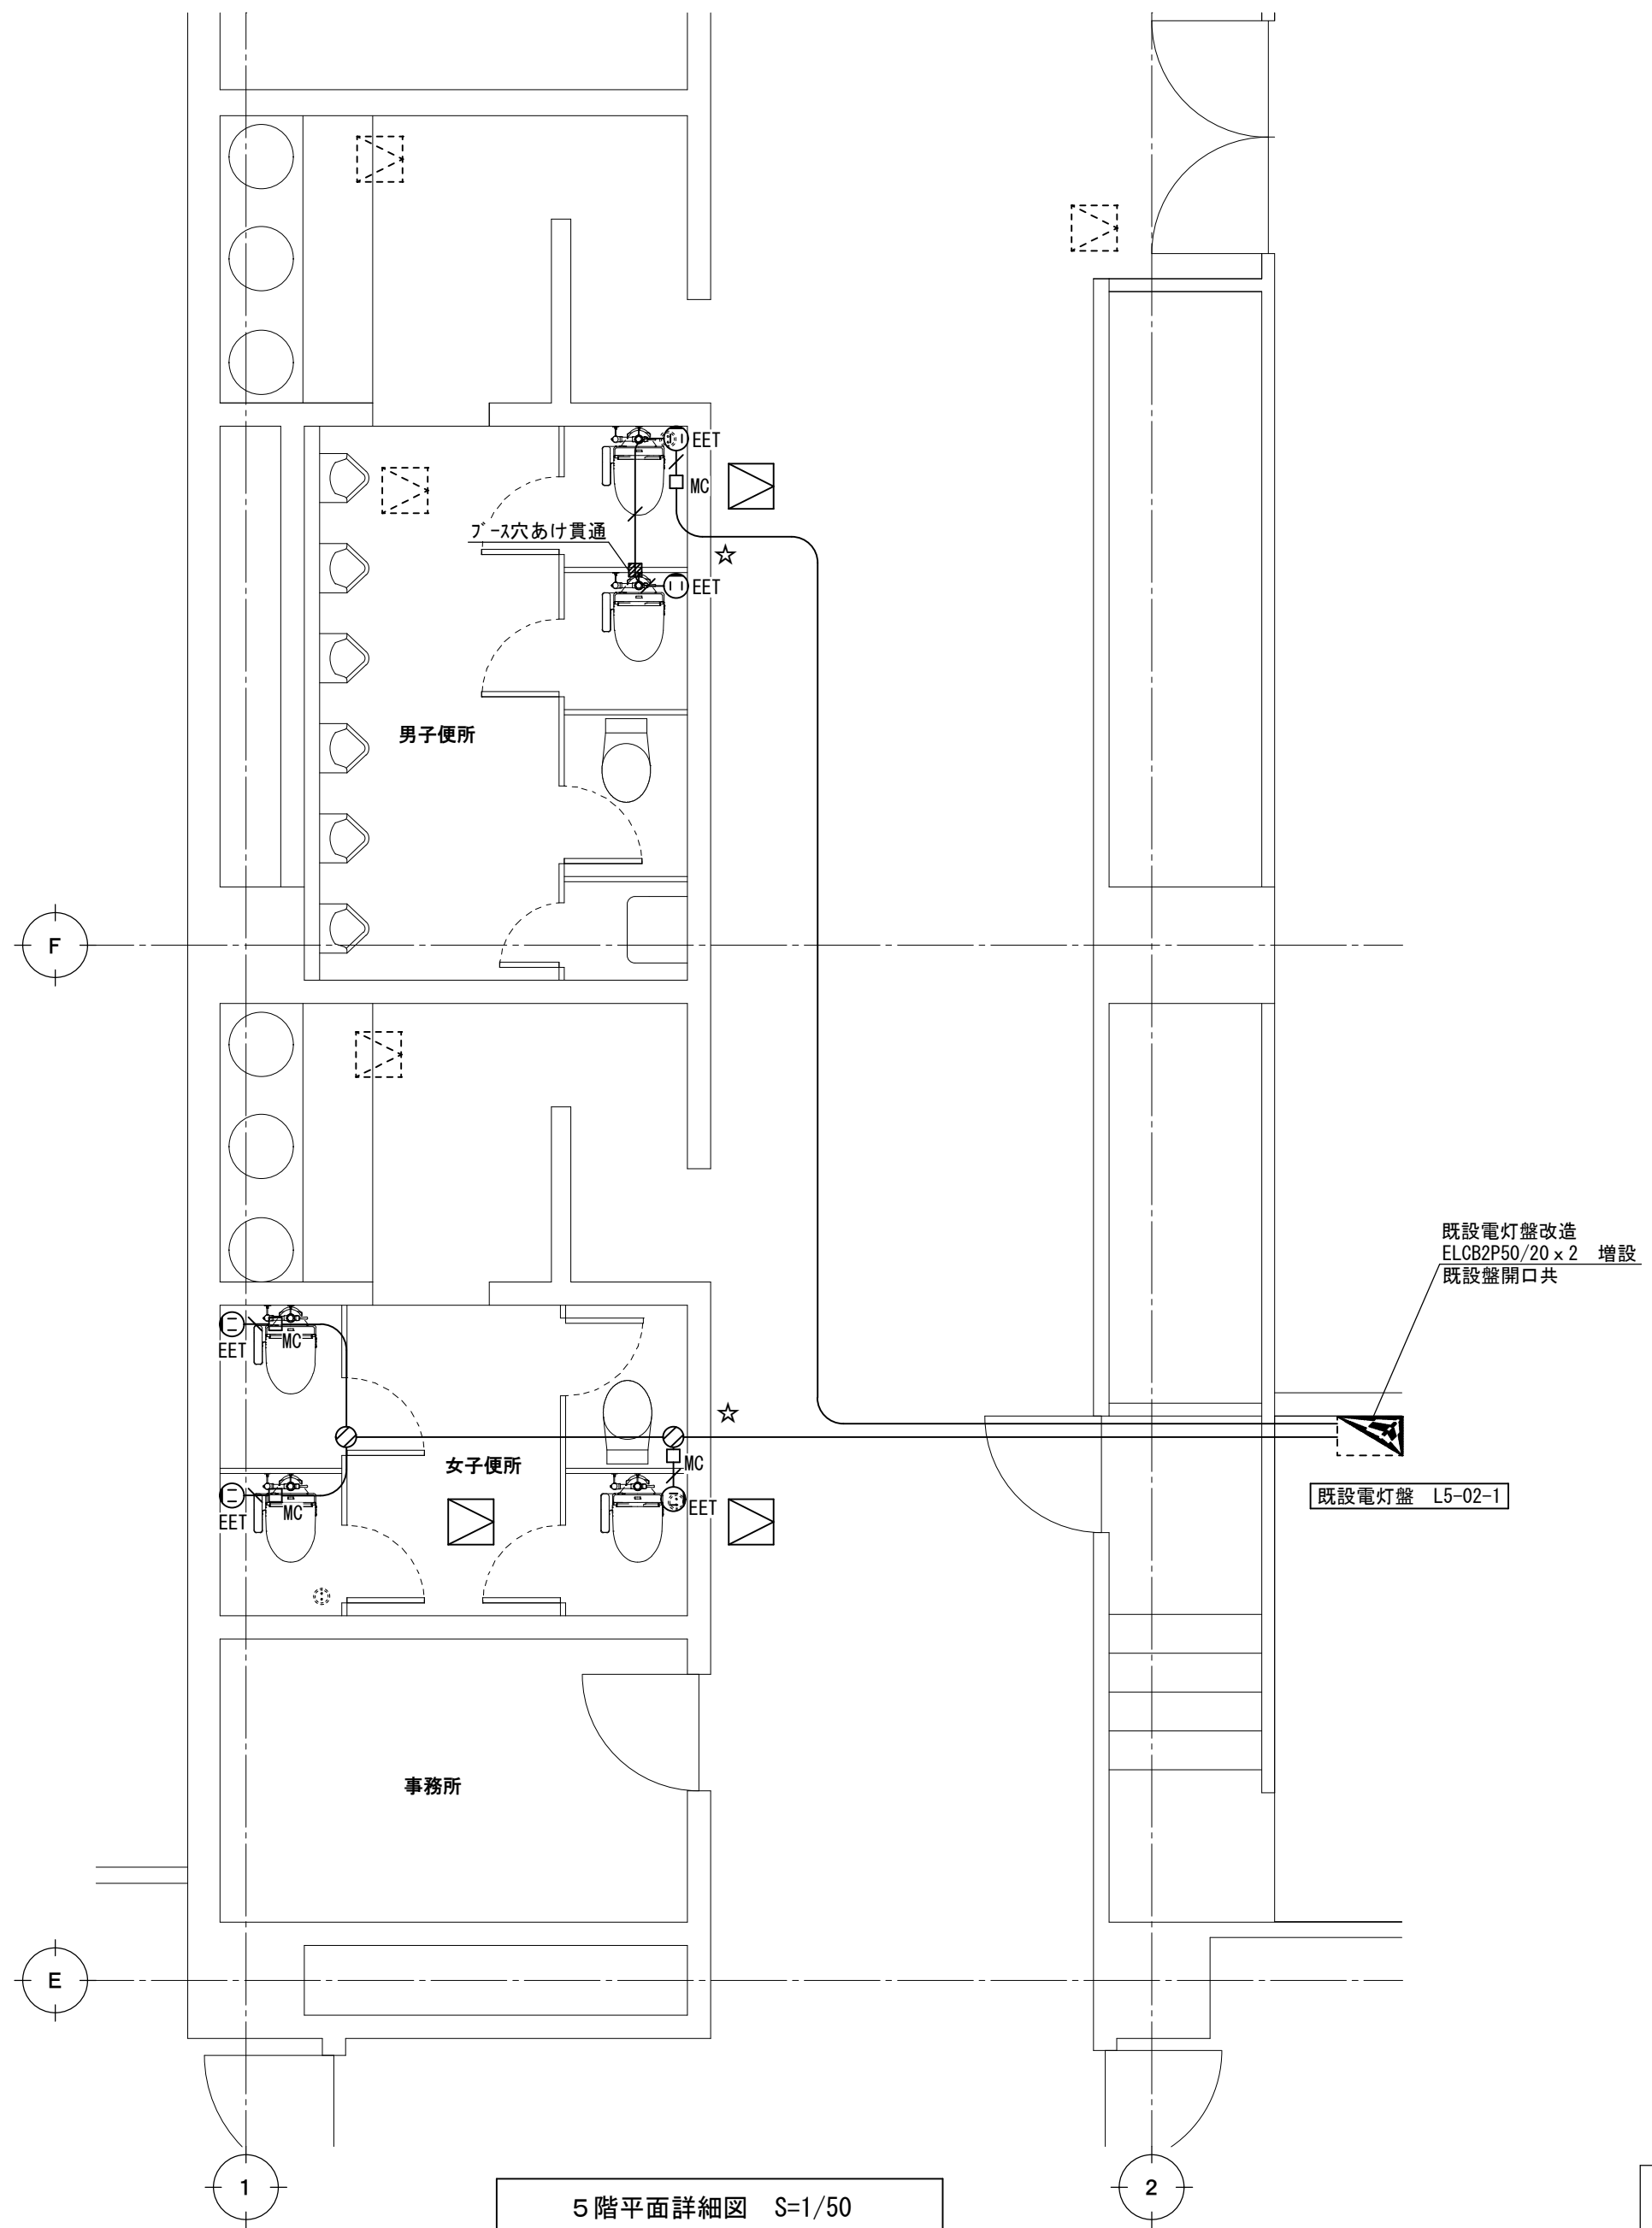 EET
MC
ﾌﾞｰｽ穴あけ貫通
☆
EET
男子便所
F
既設電灯盤改造
ELCB2P50/20×2　増設
既設盤開口共
EET
MC
☆
女子便所
MC
EET
MC
EET
既設電灯盤　L5-02-1
事務所
E
1
2
5階平面詳細図　S=1/50